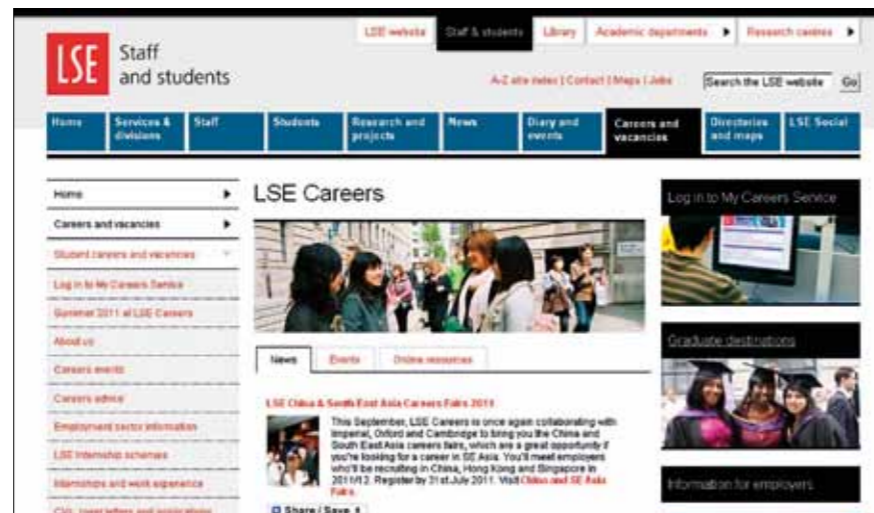 LSE website
Staff & students
Library
Academic departments
Research centres
LSE
Staff
and students
A-Z site index | Contact | Maps | Jobs
Search the LSE website
Go
Home
Services &
divisions
Staff
Students
Research and
projects
News
Diary and
events
Careers and
vacancies
Directories
and maps
LSE Social
Home
Careers and vacancies
Student careers and vacancies
Log in to My Careers Service
Summer 2011 at LSE Careers
About us
Careers events
Careers advice
Employment sector information
LSE Internship schemes
Internships and work experience
CVs, cover letters and applications
LSE Careers
News
Events
Online resources
LSE China & South East Asia Careers Fairs 2011
This September, LSE Careers is once again collaborating with
Imperial, Oxford and Cambridge to bring you the China and
South East Asia careers fairs, which are a great opportunity if
you're looking for a career in SE Asia. You'll meet employers
who'll be recruiting in China, Hong Kong and Singapore in
2011/12. Register by 31st July 2011. Visit China and SE Asia
Fairs.
Share / Save
Log in to My Careers Service
Graduate destinations
Information for employers